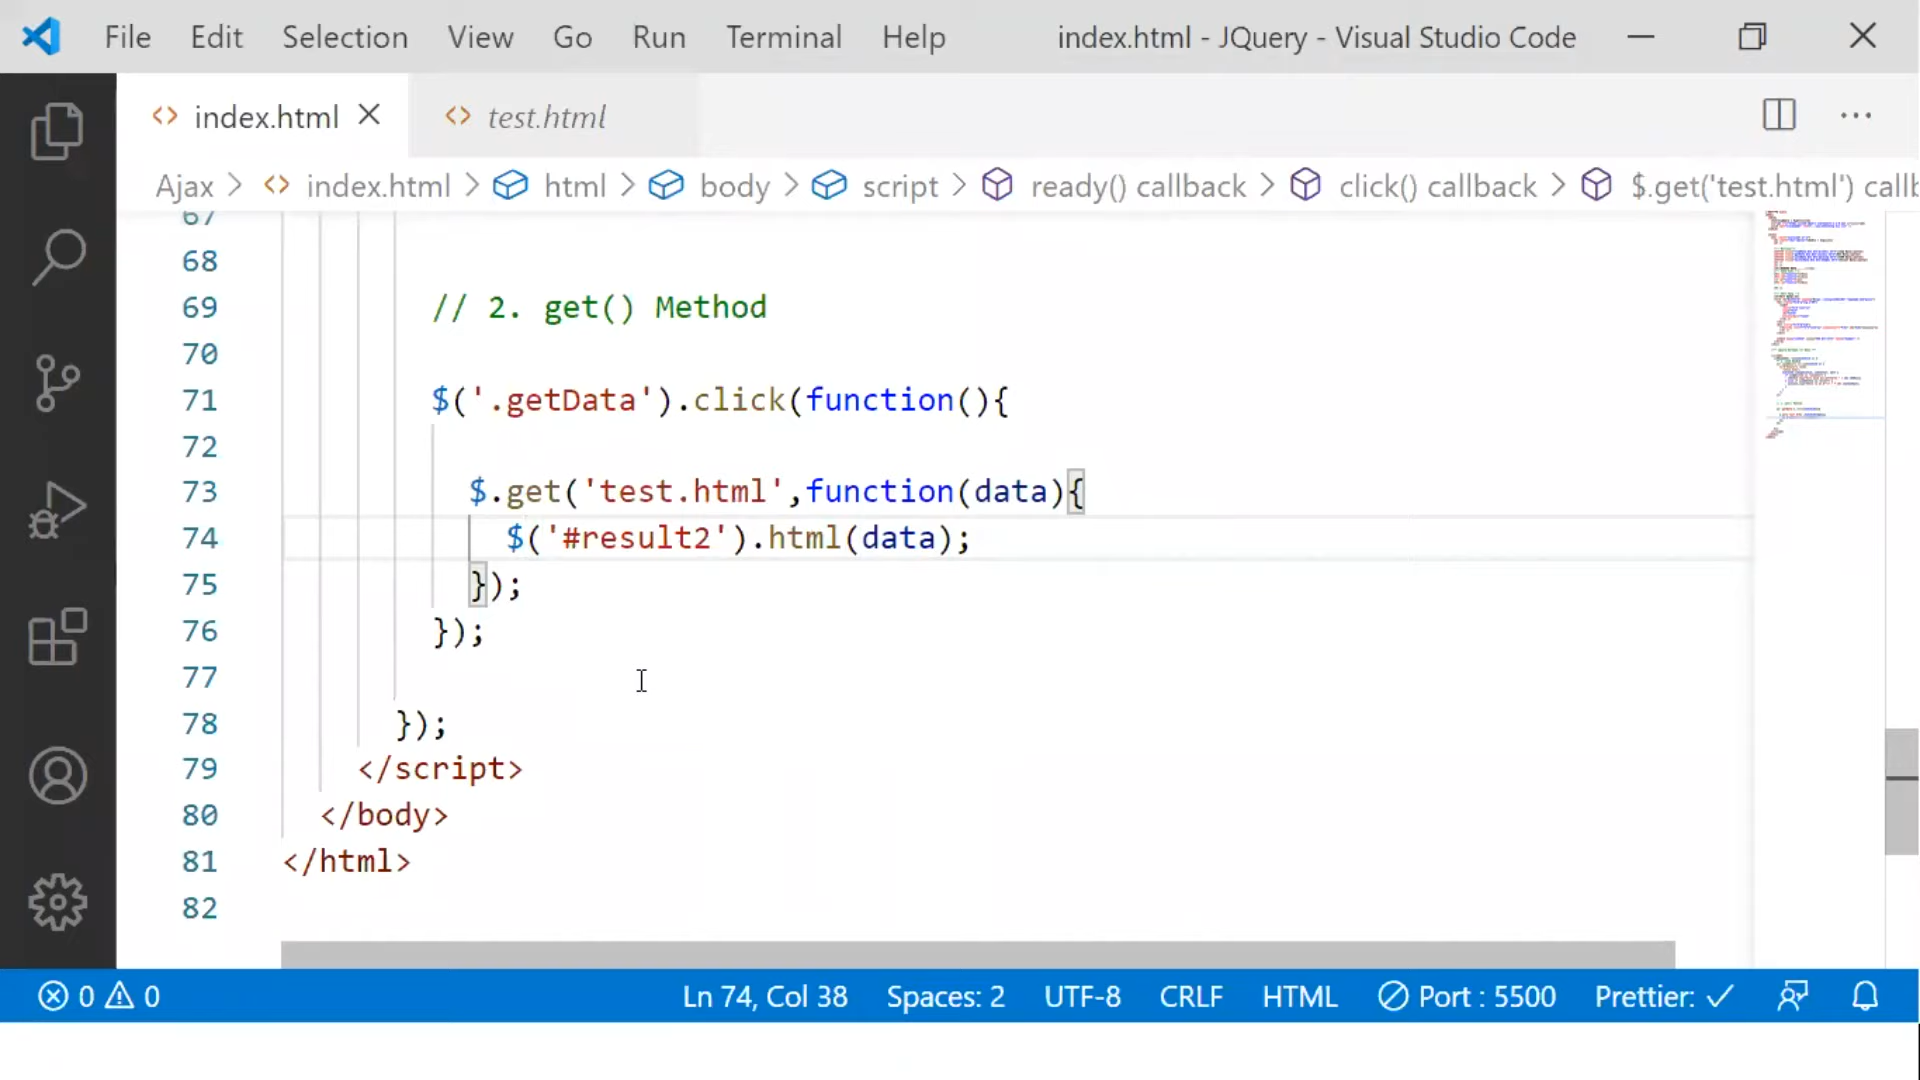 File Edit Selection View Go Run Terminal Help index.html - JQuery - Visual Studio Code
index.html test.html
Ajax > index.html > html > body > script > ready() callback > click() callback > $.get('test.html') callb
67
68
69 // 2. get() Method
70
71 $('.getData').click(function(){
72
73 $.get('test.html',function(data){
74 $('#result2').html(data);
75 });
76 });
77
78 });
79 </script>
80 </body>
81 </html>
82
0 0 Ln 74, Col 38 Spaces: 2 UTF-8 CRLF HTML Port : 5500 Prettier: ✓